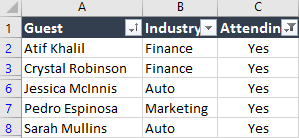 A B C
1 Guest Industry Attendin
2 Atif Khalil Finance Yes
3 Crystal Robinson Finance Yes
6 Jessica McInnis Auto Yes
7 Pedro Espinosa Marketing Yes
8 Sarah Mullins Auto Yes